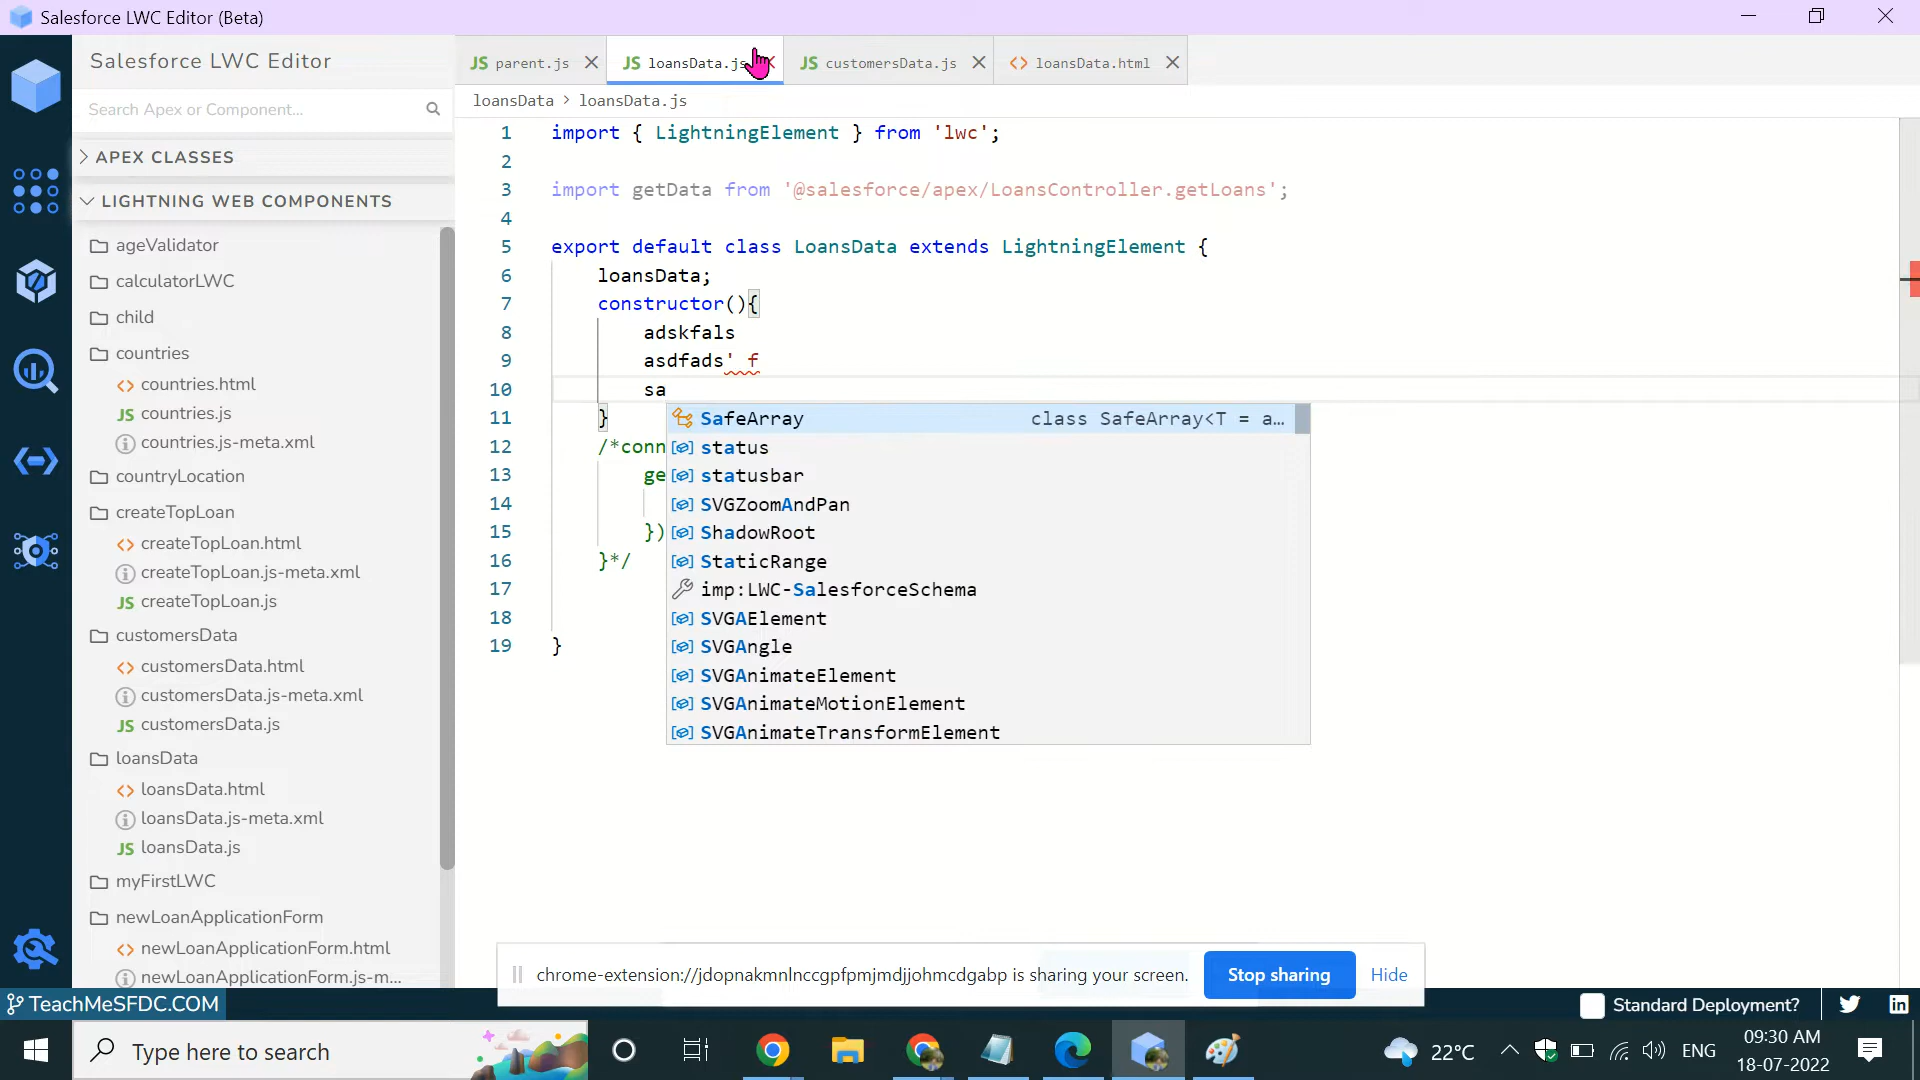 Salesforce LWC Editor (Beta)
Salesforce LWC Editor
Search Apex or Component...
APEX CLASSES
LIGHTNING WEB COMPONENTS
ageValidator
calculatorLWC
child
countries
countries.html
JS countries.js
countries.js-meta.xml
countryLocation
createTopLoan
createTopLoan.html
createTopLoan.js-meta.xml
JS createTopLoan.js
customersData
customersData.html
customersData.js-meta.xml
JS customersData.js
loansData
loansData.html
loansData.js-meta.xml
JS loansData.js
myFirstLWC
newLoanApplicationForm
newLoanApplicationForm.html
newLoanApplicationForm.js-m...
JS parent.js
JS loansData.js
JS customersData.js
loansData.html
loansData > loansData.js
1 import { LightningElement } from 'lwc';
2
3 import getData from '@salesforce/apex/LoansController.getLoans';
4
5 export default class LoansData extends LightningElement {
6 loansData;
7 constructor(){
8 adskfals
9 asdfads' f
10 sa
11 }
12 /*conn
13 ge
14
15 })
16 }*/
17
18
19 }
SafeArray class SafeArray<T = a...
status
statusbar
SVGZoomAndPan
ShadowRoot
StaticRange
imp:LWC-SalesforceSchema
SVGAElement
SVGAngle
SVGAnimateElement
SVGAnimateMotionElement
SVGAnimateTransformElement
chrome-extension://jdopnakmnlnccgpfpmjmdjjohmcdgabp is sharing your screen.
Stop sharing
Hide
TeachMeSFDC.COM
Standard Deployment?
Type here to search
22°C
ENG
09:30 AM
18-07-2022